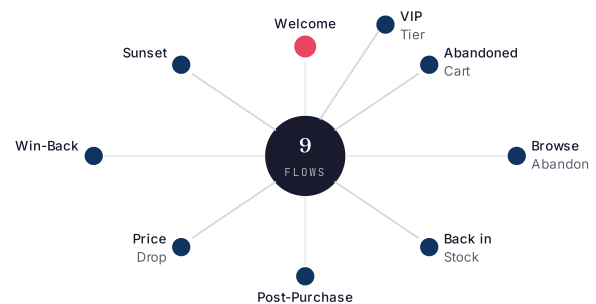 Welcome
VIP
Tier
Sunset
Abandoned
Cart
Win-Back
9
FLOWS
Browse
Abandon
Price
Drop
Back in
Stock
Post-Purchase